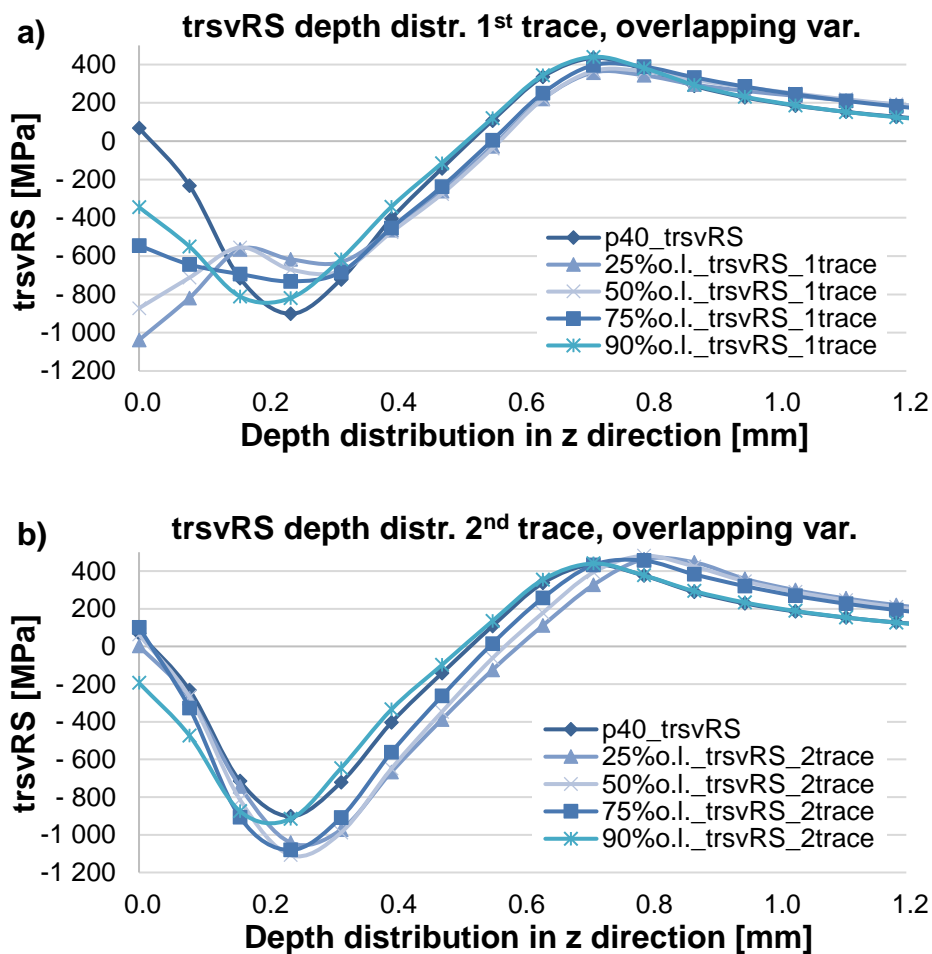 a)
trsvRS depth distr. 1st trace, overlapping var.
400
200
0
- 200
- 400
- 600
- 800
-1 000
-1 200
trsvRS [MPa]
p40_trsvRS
25%o.l._trsvRS_1trace
50%o.l._trsvRS_1trace
75%o.l._trsvRS_1trace
90%o.l._trsvRS_1trace
0.0 0.2 0.4 0.6 0.8 1.0 1.2
Depth distribution in z direction [mm]
b)
trsvRS depth distr. 2nd trace, overlapping var.
400
200
0
- 200
- 400
- 600
- 800
-1 000
-1 200
trsvRS [MPa]
p40_trsvRS
25%o.l._trsvRS_2trace
50%o.l._trsvRS_2trace
75%o.l._trsvRS_2trace
90%o.l._trsvRS_2trace
0.0 0.2 0.4 0.6 0.8 1.0 1.2
Depth distribution in z direction [mm]